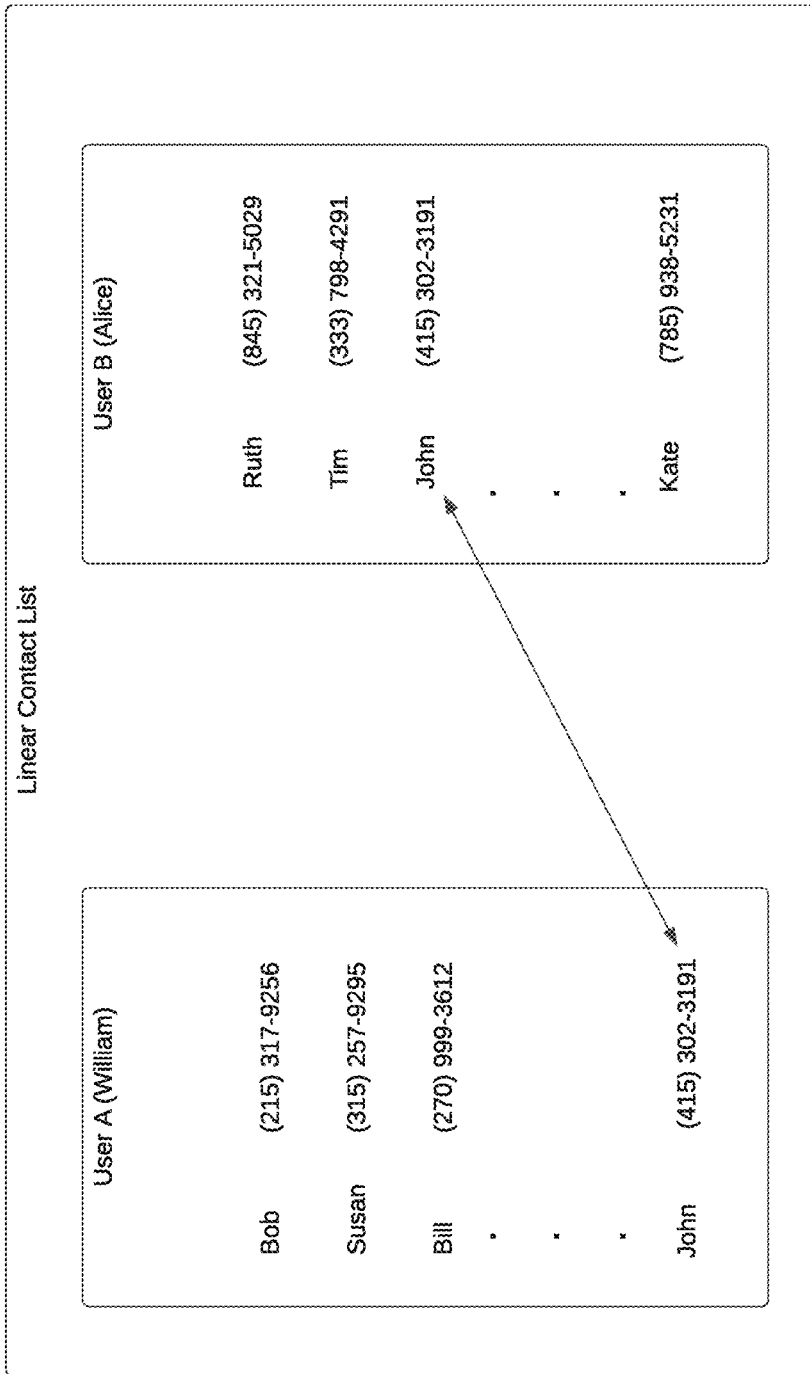 Linear Contact List
User A (William)
Bob (215) 317-9256
Susan (315) 257-9295
Bill (270) 999-3612
.
.
.
John (415) 302-3191
User B (Alice)
Ruth (845) 321-5029
Tim (333) 798-4291
John (415) 302-3191
.
.
.
Kate (785) 938-5231